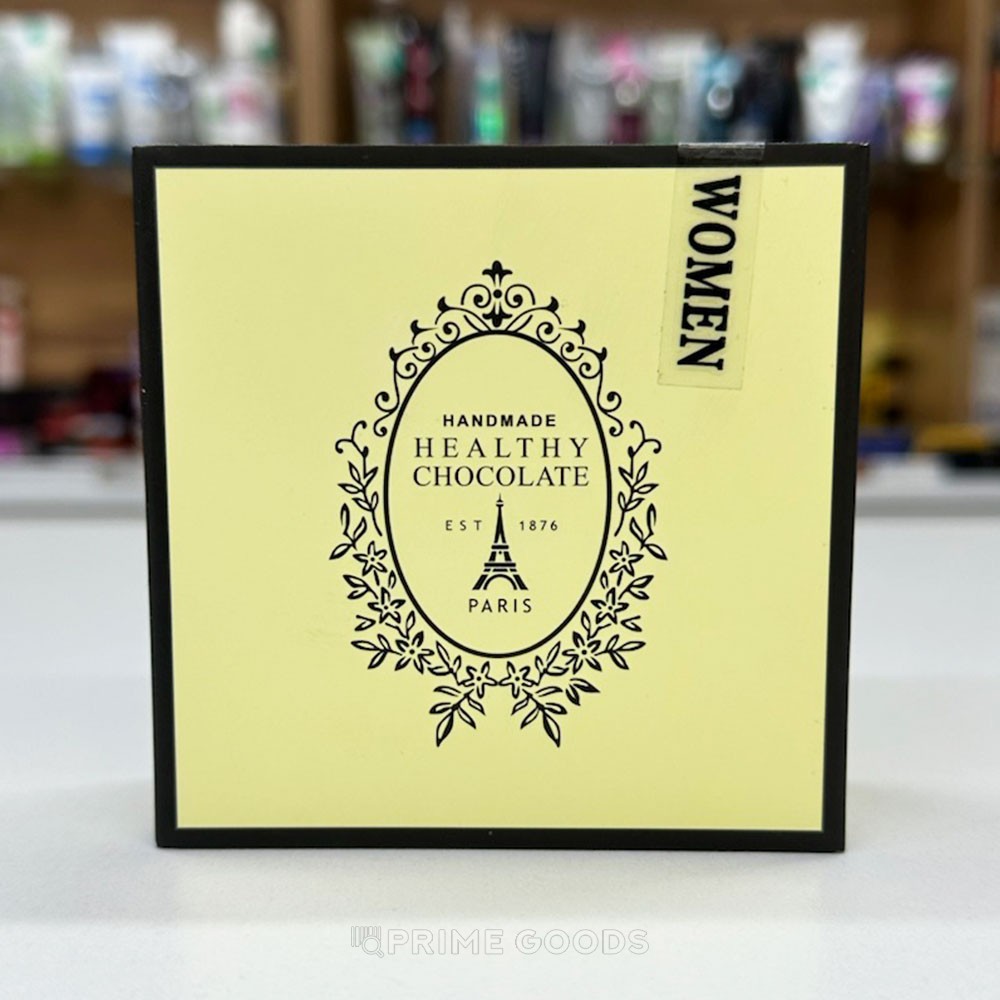 WOMEN
HANDMADE
HEALTHY
CHOCOLATE
EST 1876
PARIS
PRIME GOODS